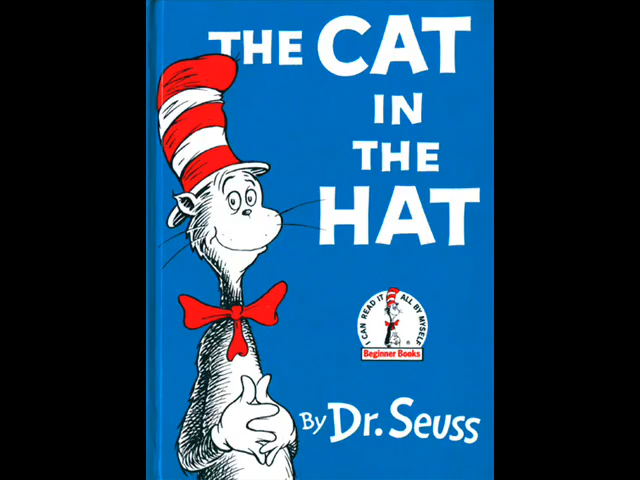 THE CAT
IN
THE
HAT
I CAN READ IT ALL BY MYSELF
Beginner Books
®
By Dr. Seuss